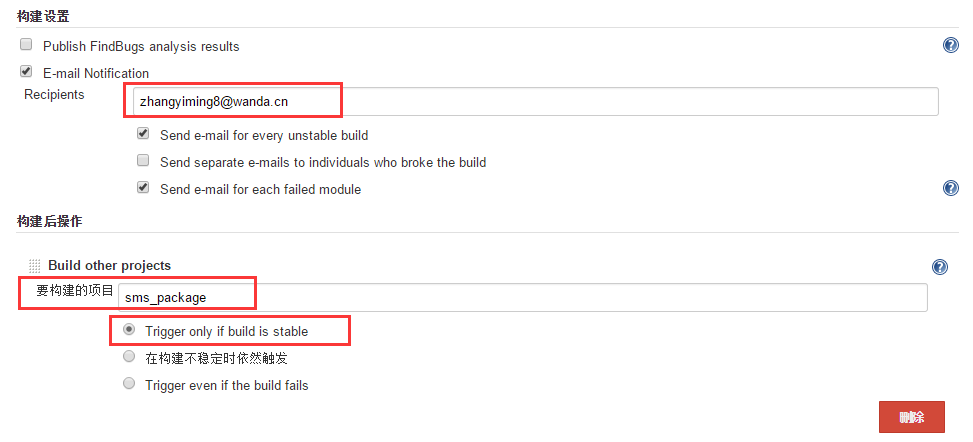 构建设置
Publish FindBugs analysis results
E-mail Notification
Recipients
zhangyiming8@wanda.cn
Send e-mail for every unstable build
Send separate e-mails to individuals who broke the build
Send e-mail for each failed module
构建后操作
Build other projects
要构建的项目 sms_package
Trigger only if build is stable
在构建不稳定时依然触发
Trigger even if the build fails
删除